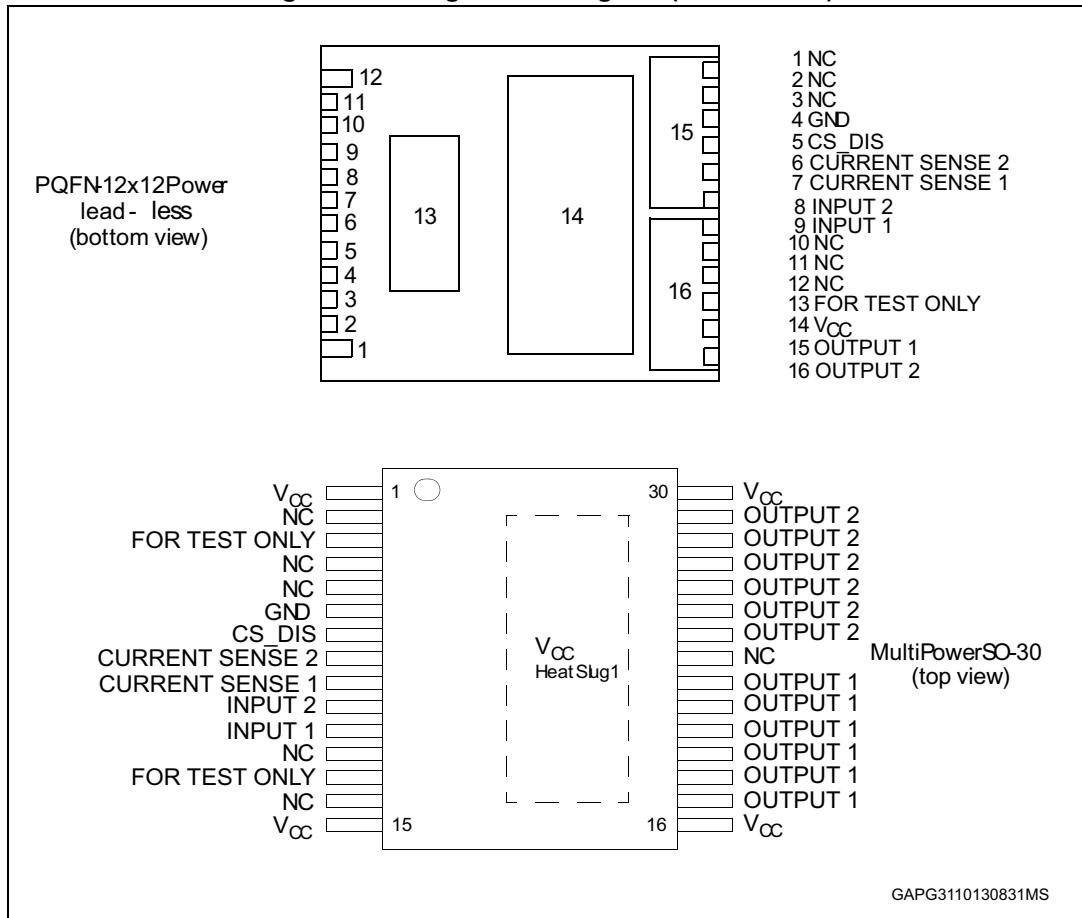 12
11
10
9
8
7
6
5
4
3
2
1
13
14
15
16
PQFN-12x12Power
lead - less
(bottom view)
1 NC
2 NC
3 NC
4 GND
5 CS_DIS
6 CURRENT SENSE 2
7 CURRENT SENSE 1
8 INPUT 2
9 INPUT 1
10 NC
11 NC
12 NC
13 FOR TEST ONLY
14 VCC
15 OUTPUT 1
16 OUTPUT 2
VCC
NC
FOR TEST ONLY
NC
NC
GND
CS_DIS
CURRENT SENSE 2
CURRENT SENSE 1
INPUT 2
INPUT 1
NC
FOR TEST ONLY
NC
VCC
1
15
30
16
VCC
Heat Slug1
VCC
OUTPUT 2
OUTPUT 2
OUTPUT 2
OUTPUT 2
OUTPUT 2
OUTPUT 2
NC
OUTPUT 1
OUTPUT 1
OUTPUT 1
OUTPUT 1
OUTPUT 1
OUTPUT 1
VCC
MultiPowerSO-30
(top view)
GAPG3110130831MS